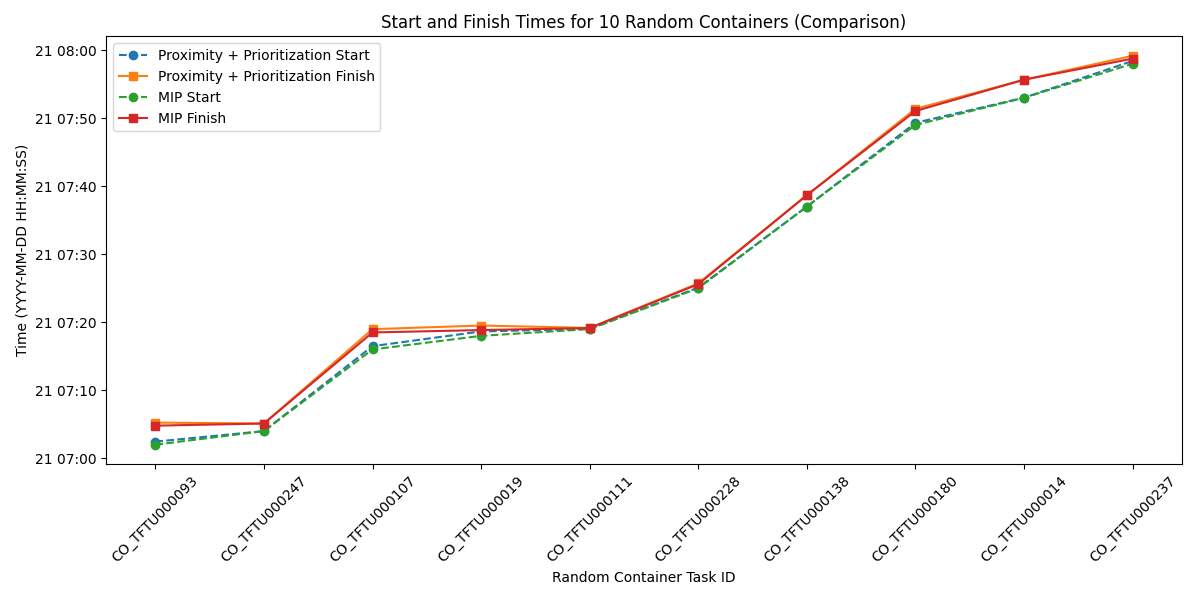 Start and Finish Times for 10 Random Containers (Comparison)
Proximity + Prioritization Start
Proximity + Prioritization Finish
MIP Start
MIP Finish
Time (YYYY-MM-DD HH:MM:SS)
21 08:00
21 07:50
21 07:40
21 07:30
21 07:20
21 07:10
21 07:00
CO_TFTU000093
CO_TFTU000247
CO_TFTU000107
CO_TFTU000019
CO_TFTU000111
CO_TFTU000228
CO_TFTU000138
CO_TFTU000180
CO_TFTU000014
CO_TFTU000237
Random Container Task ID